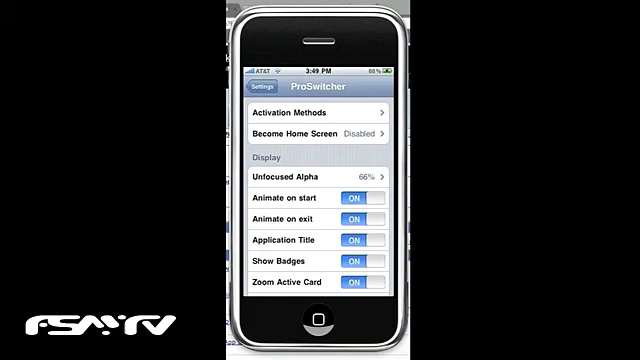 AT&T 3:49 PM 88%
Settings ProSwitcher
Activation Methods
Become Home Screen Disabled
Display
Unfocused Alpha 66%
Animate on start ON
Animate on exit ON
Application Title ON
Show Badges ON
Zoom Active Card ON